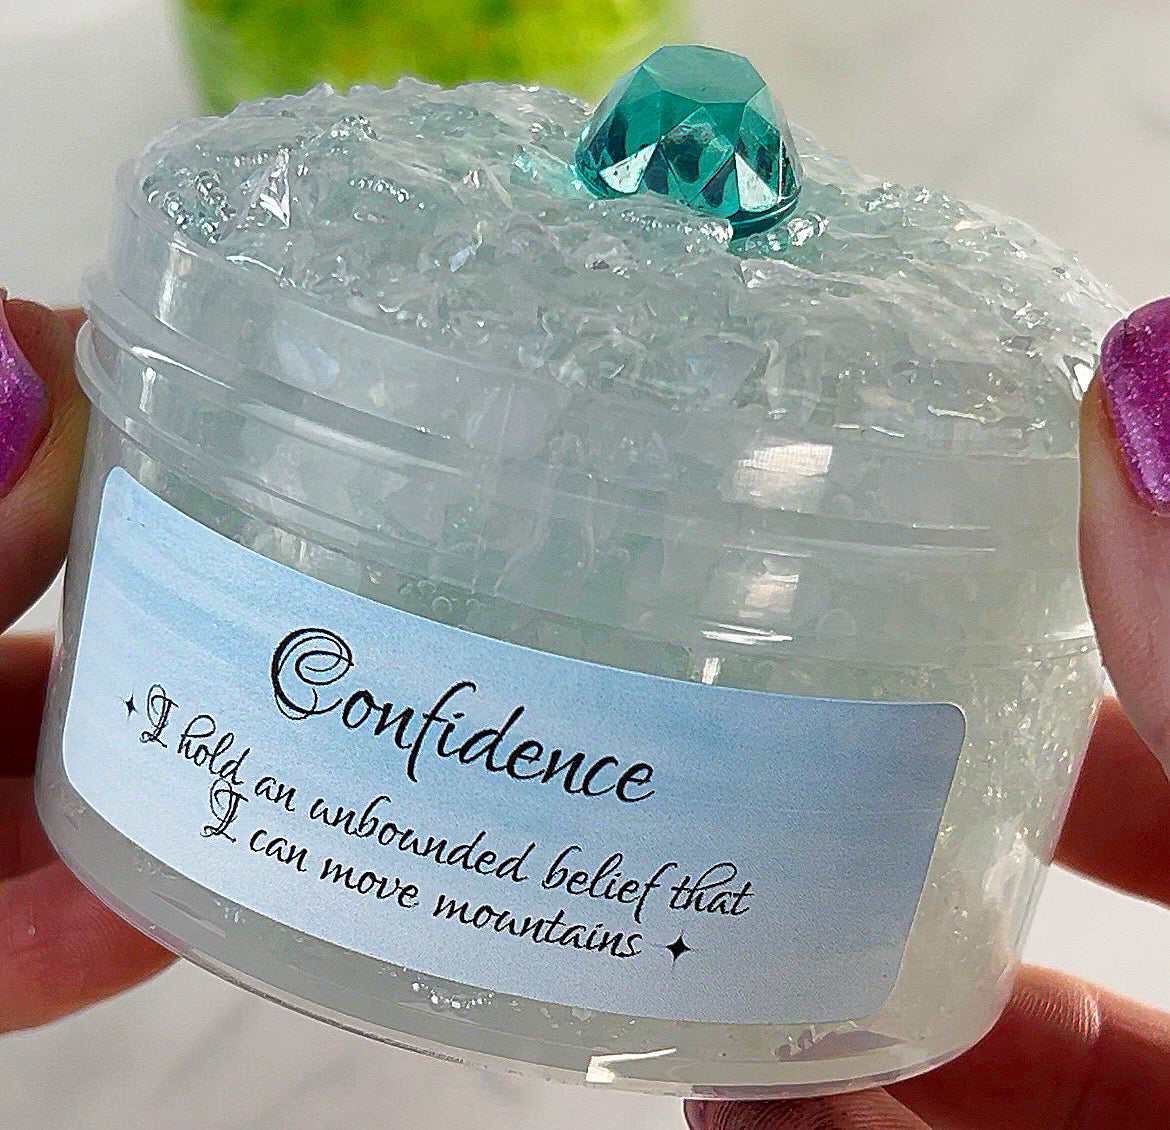 Confidence
✦I hold an unbounded belief that
I can move mountains ✦